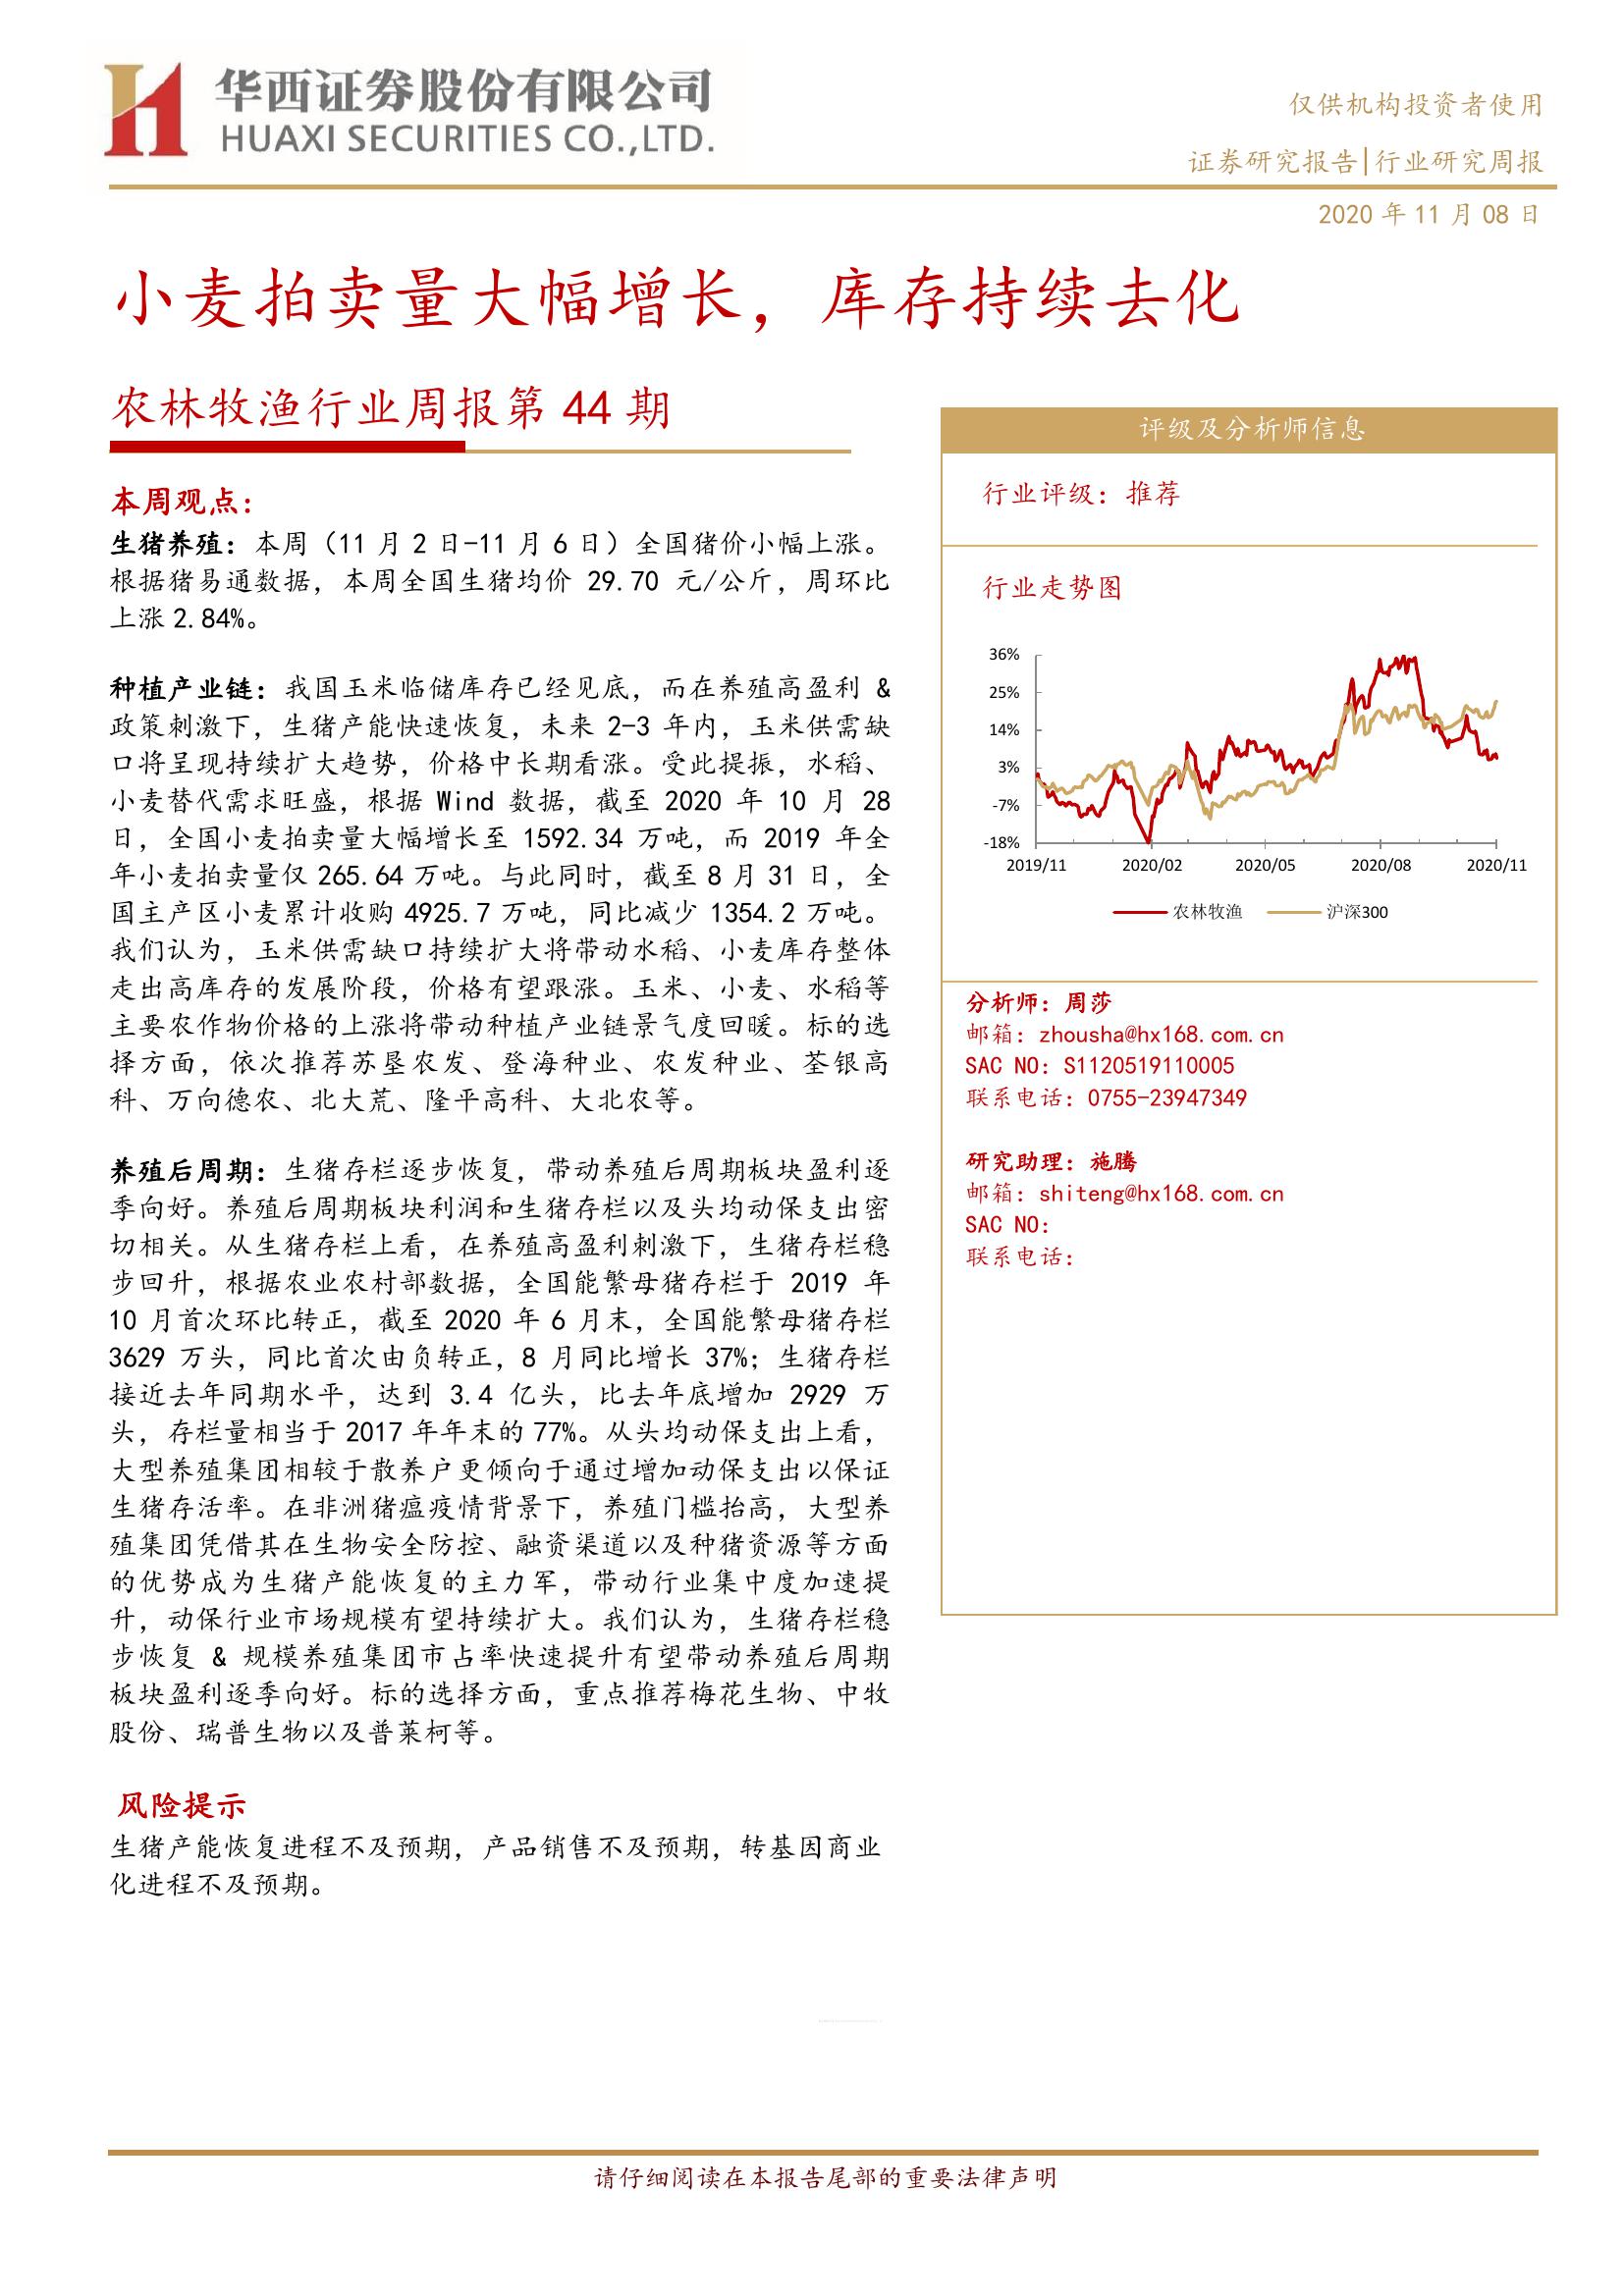 华西证券股份有限公司
HUAXI SECURITIES CO.,LTD.
仅供机构投资者使用
证券研究报告|行业研究周报
2020 年 11 月 08 日
小麦拍卖量大幅增长，库存持续去化
农林牧渔行业周报第 44 期
本周观点：
生猪养殖：本周（11 月 2 日-11 月 6 日）全国猪价小幅上涨。
根据猪易通数据，本周全国生猪均价 29.70 元/公斤，周环比
上涨 2.84%。
种植产业链：我国玉米临储库存已经见底，而在养殖高盈利 &
政策刺激下，生猪产能快速恢复，未来 2-3 年内，玉米供需缺
口将呈现持续扩大趋势，价格中长期看涨。受此提振，水稻、
小麦替代需求旺盛，根据 Wind 数据，截至 2020 年 10 月 28
日，全国小麦拍卖量大幅增长至 1592.34 万吨，而 2019 年全
年小麦拍卖量仅 265.64 万吨。与此同时，截至 8 月 31 日，全
国主产区小麦累计收购 4925.7 万吨，同比减少 1354.2 万吨。
我们认为，玉米供需缺口持续扩大将带动水稻、小麦库存整体
走出高库存的发展阶段，价格有望跟涨。玉米、小麦、水稻等
主要农作物价格的上涨将带动种植产业链景气度回暖。标的选
择方面，依次推荐苏垦农发、登海种业、农发种业、荃银高
科、万向德农、北大荒、隆平高科、大北农等。
养殖后周期：生猪存栏逐步恢复，带动养殖后周期板块盈利逐
季向好。养殖后周期板块利润和生猪存栏以及头均动保支出密
切相关。从生猪存栏上看，在养殖高盈利刺激下，生猪存栏稳
步回升，根据农业农村部数据，全国能繁母猪存栏于 2019 年
10 月首次环比转正，截至 2020 年 6 月末，全国能繁母猪存栏
3629 万头，同比首次由负转正，8 月同比增长 37%；生猪存栏
接近去年同期水平，达到 3.4 亿头，比去年底增加 2929 万
头，存栏量相当于 2017 年年末的 77%。从头均动保支出上看，
大型养殖集团相较于散养户更倾向于通过增加动保支出以保证
生猪存活率。在非洲猪瘟疫情背景下，养殖门槛抬高，大型养
殖集团凭借其在生物安全防控、融资渠道以及种猪资源等方面
的优势成为生猪产能恢复的主力军，带动行业集中度加速提
升，动保行业市场规模有望持续扩大。我们认为，生猪存栏稳
步恢复 & 规模养殖集团市占率快速提升有望带动养殖后周期
板块盈利逐季向好。标的选择方面，重点推荐梅花生物、中牧
股份、瑞普生物以及普莱柯等。
风险提示
生猪产能恢复进程不及预期，产品销售不及预期，转基因商业
化进程不及预期。
评级及分析师信息
行业评级：推荐
行业走势图
36%
25%
14%
3%
-7%
-18%
2019/11 2020/02 2020/05 2020/08 2020/11
农林牧渔 沪深300
分析师：周莎
邮箱：zhousha@hx168.com.cn
SAC NO：S1120519110005
联系电话：0755-23947349
研究助理：施腾
邮箱：shiteng@hx168.com.cn
SAC NO：
联系电话：
请仔细阅读在本报告尾部的重要法律声明